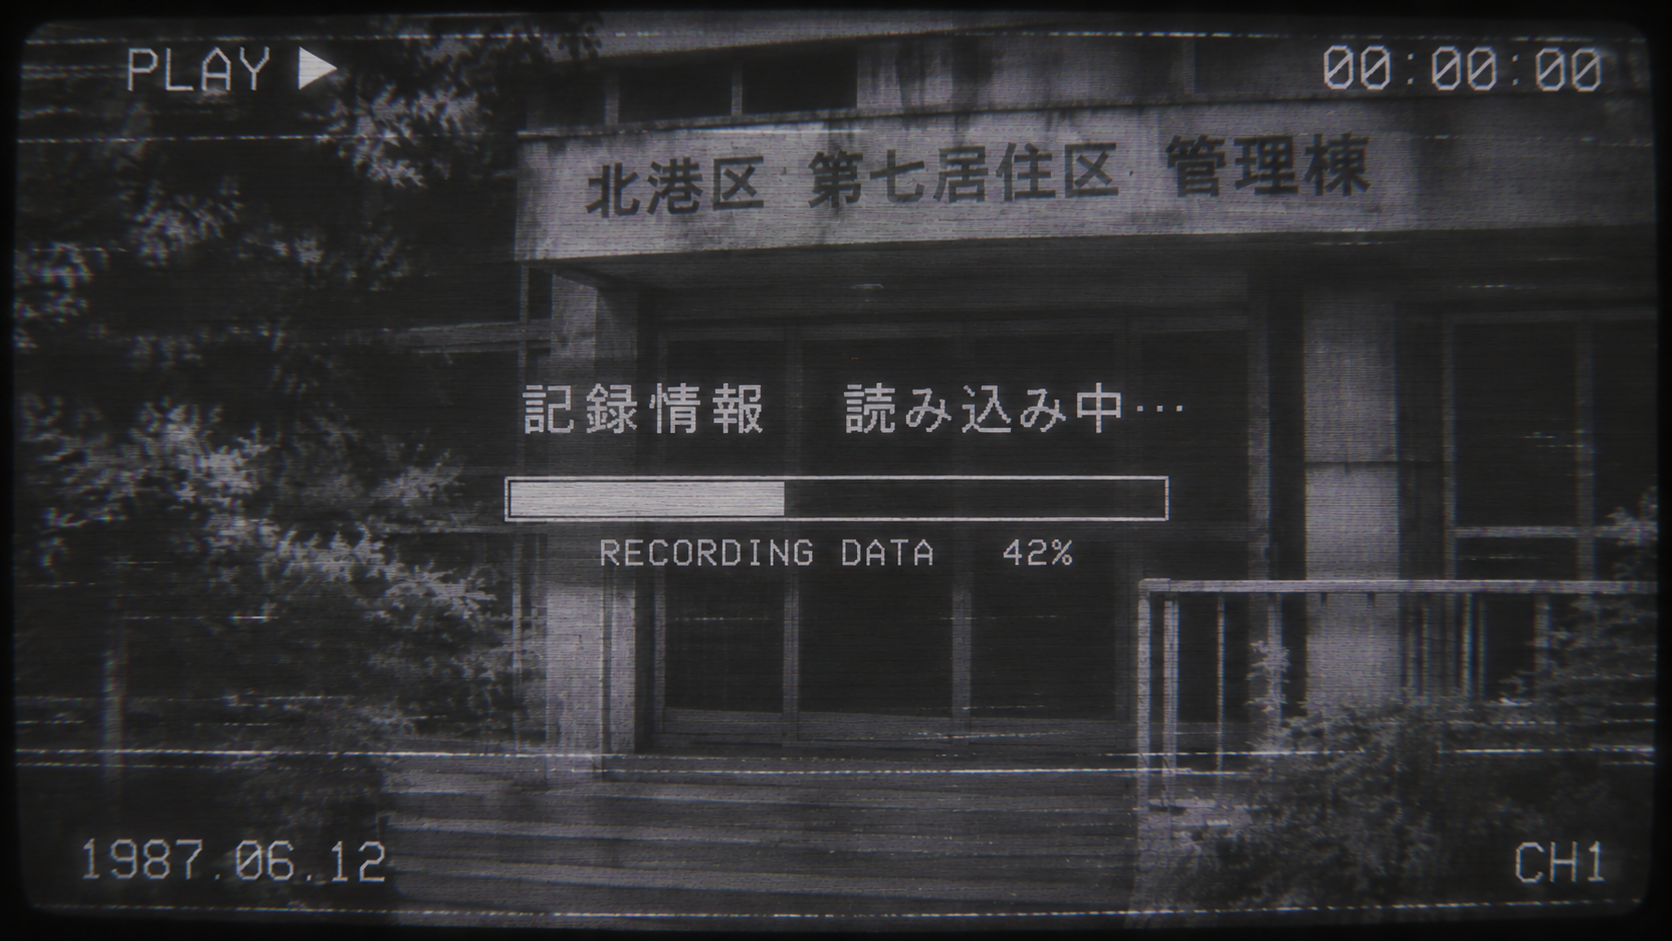 PLAY ▶
00:00:00
北港区 第七居住区 管理棟
記録情報 読み込み中…
RECORDING DATA 42%
1987.06.12
CH1